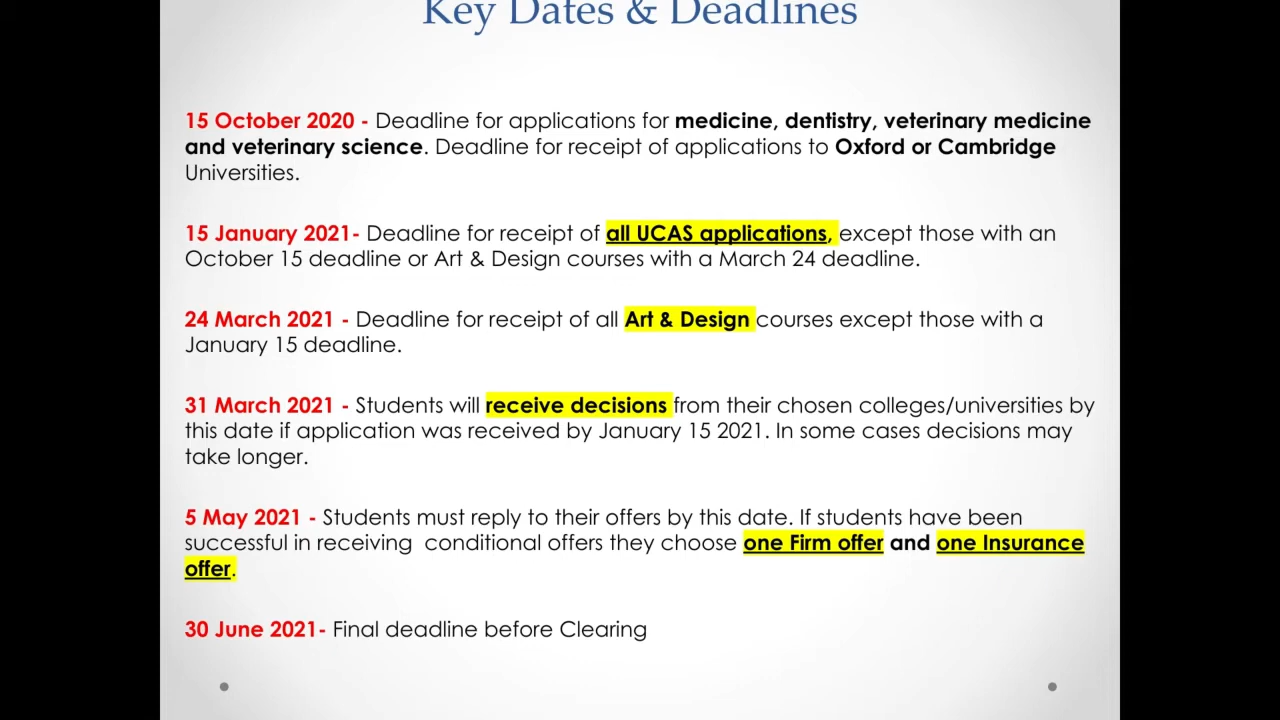 Key Dates & Deadlines
15 October 2020 - Deadline for applications for medicine, dentistry, veterinary medicine
and veterinary science. Deadline for receipt of applications to Oxford or Cambridge
Universities.
15 January 2021- Deadline for receipt of all UCAS applications, except those with an
October 15 deadline or Art & Design courses with a March 24 deadline.
24 March 2021 - Deadline for receipt of all Art & Design courses except those with a
January 15 deadline.
31 March 2021 - Students will receive decisions from their chosen colleges/universities by
this date if application was received by January 15 2021. In some cases decisions may
take longer.
5 May 2021 - Students must reply to their offers by this date. If students have been
successful in receiving  conditional offers they choose one Firm offer and one Insurance
offer.
30 June 2021- Final deadline before Clearing